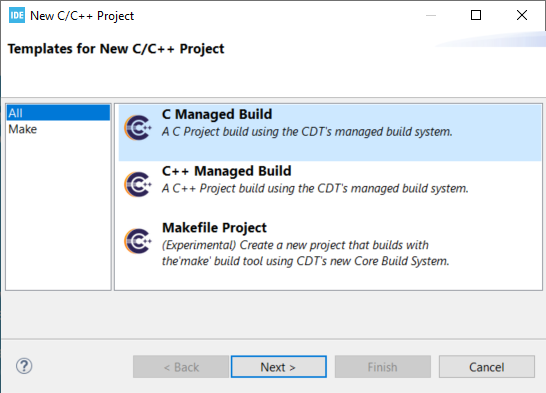 IDE New C/C++ Project
Templates for New C/C++ Project
All
Make
C Managed Build
A C Project build using the CDT's managed build system.
C++ Managed Build
A C++ Project build using the CDT's managed build system.
Makefile Project
(Experimental) Create a new project that builds with
the'make' build tool using CDT's new Core Build System.
? < Back Next > Finish Cancel